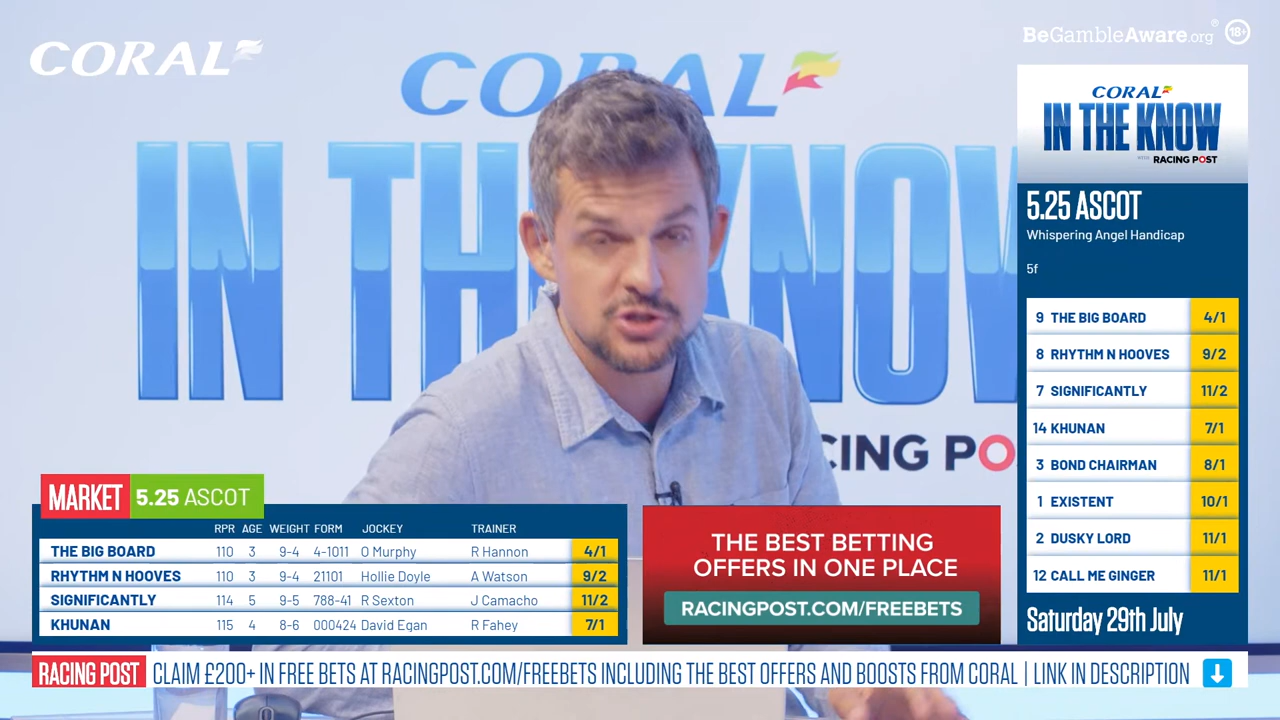 CORAL
BeGambleAware.org® 18+
CORAL
IN THE KNOW
CING PO
CORAL
IN THE KNOW
WITH RACING POST
5.25 ASCOT
Whispering Angel Handicap
5f
9 THE BIG BOARD 4/1
8 RHYTHM N HOOVES 9/2
7 SIGNIFICANTLY 11/2
14 KHUNAN 7/1
3 BOND CHAIRMAN 8/1
1 EXISTENT 10/1
2 DUSKY LORD 11/1
12 CALL ME GINGER 11/1
Saturday 29th July
MARKET 5.25 ASCOT
RPR AGE WEIGHT FORM JOCKEY TRAINER
THE BIG BOARD 110 3 9-4 4-1011 O Murphy R Hannon 4/1
RHYTHM N HOOVES 110 3 9-4 21101 Hollie Doyle A Watson 9/2
SIGNIFICANTLY 114 5 9-5 788-41 R Sexton J Camacho 11/2
KHUNAN 115 4 8-6 000424 David Egan R Fahey 7/1
THE BEST BETTING
OFFERS IN ONE PLACE
RACINGPOST.COM/FREEBETS
RACING POST CLAIM £200+ IN FREE BETS AT RACINGPOST.COM/FREEBETS INCLUDING THE BEST OFFERS AND BOOSTS FROM CORAL | LINK IN DESCRIPTION